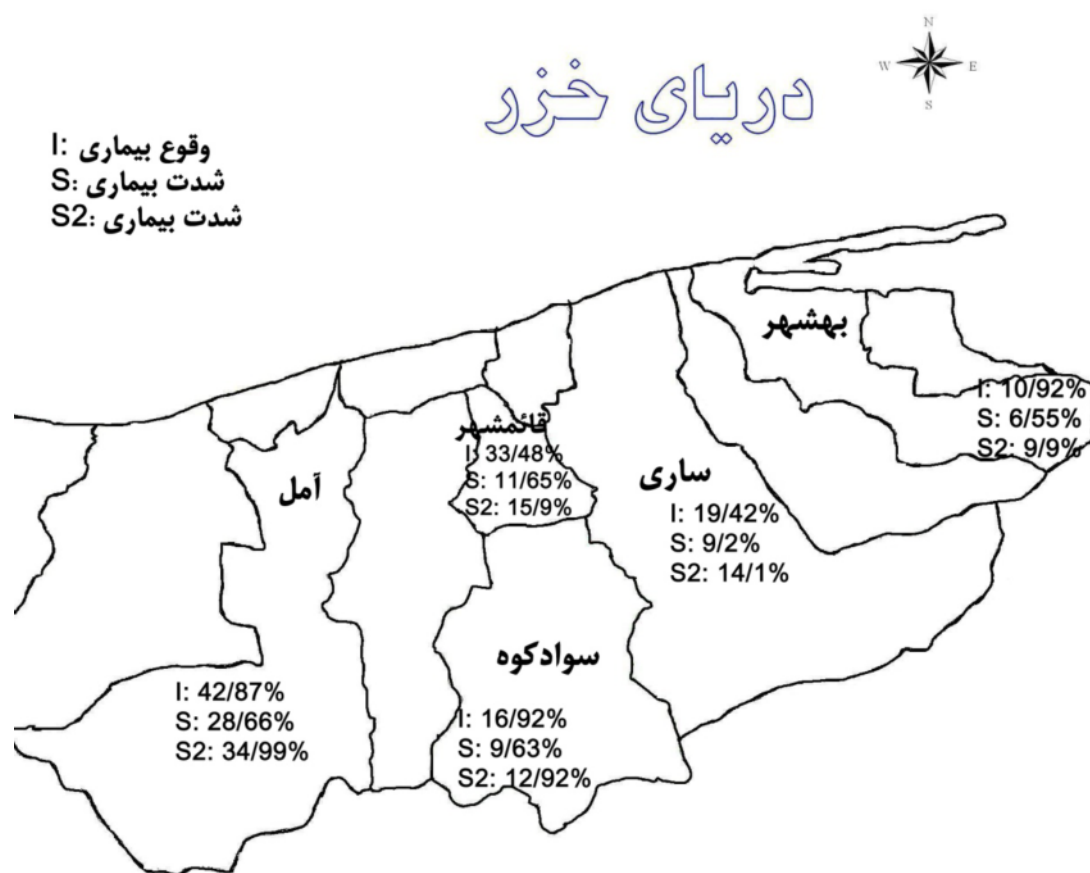 N
W E
S
دریای خزر
I: وقوع بیماری
S: شدت بیماری
S2: شدت بیماری
بهشهر
I: 10/92%
S: 6/55%
S2: 9/9%
قائمشهر
I: 33/48%
S: 11/65%
S2: 15/9%
ساری
I: 19/42%
S: 9/2%
S2: 14/1%
آمل
I: 42/87%
S: 28/66%
S2: 34/99%
سوادکوه
I: 16/92%
S: 9/63%
S2: 12/92%